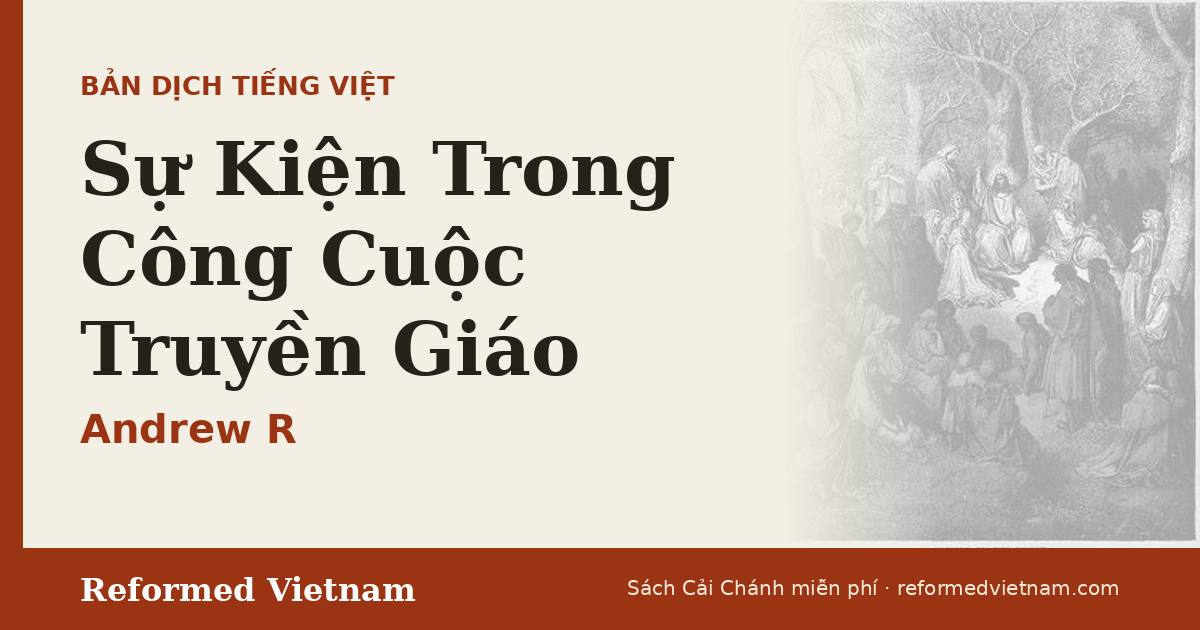 BẢN DỊCH TIẾNG VIỆT
Sự Kiện Trong
Công Cuộc
Truyền Giáo
Andrew R
Reformed Vietnam
Sách Cải Chánh miễn phí · reformedvietnam.com